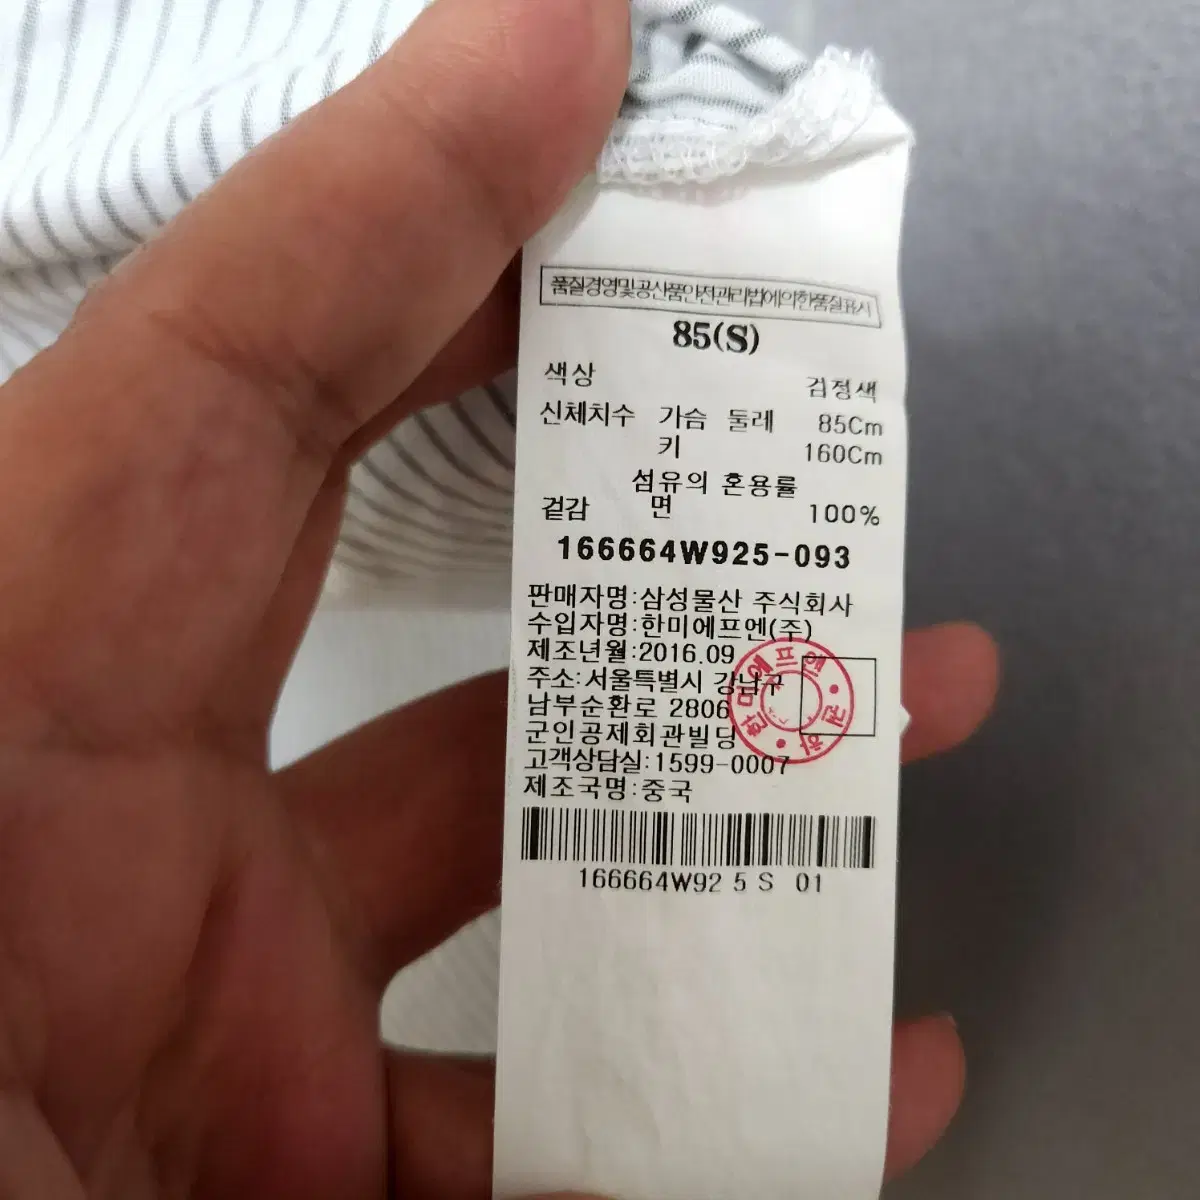 품질경영및공산품안전관리법에의한품질표시
85(S)
색상 검정색
신체치수 가슴 둘레 85Cm
키 160Cm
섬유의 혼용률
겉감 면 100%
166664W925-093
판매자명:삼성물산 주식회사
수입자명:한미에프엔(주)
제조년월:2016.09
주소:서울특별시 강남구
남부순환로 2806
군인공제회관빌딩
고객상담실:1599-0007
제조국명:중국
한미에프엔
166664W92 5 S 01